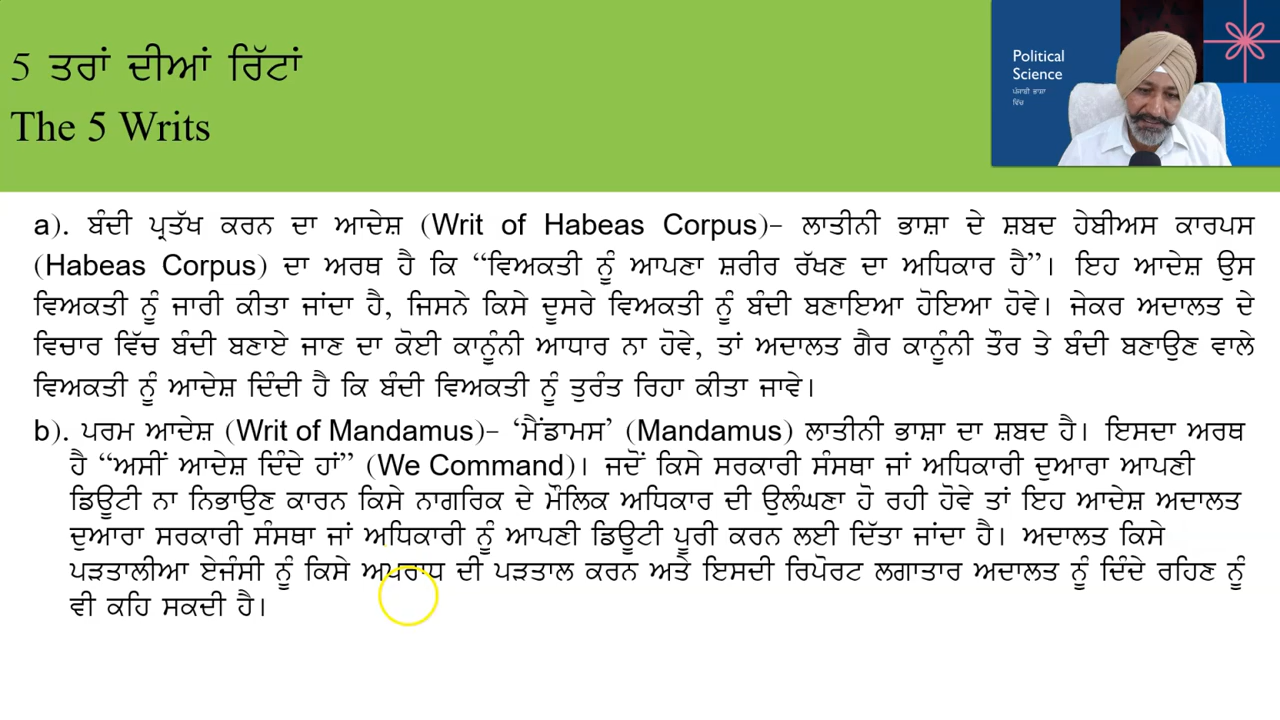 5 ਤਰਾਂ ਦੀਆਂ ਰਿੱਟਾਂ
The 5 Writs
Political
Science
ਪੰਜਾਬੀ ਭਾਸ਼ਾ
ਵਿੱਚ
a). ਬੰਦੀ ਪ੍ਰਤੱਖ ਕਰਨ ਦਾ ਆਦੇਸ਼ (Writ of Habeas Corpus)– ਲਾਤੀਨੀ ਭਾਸ਼ਾ ਦੇ ਸ਼ਬਦ ਹੇਬੀਅਸ ਕਾਰਪਸ
(Habeas Corpus) ਦਾ ਅਰਥ ਹੈ ਕਿ “ਵਿਅਕਤੀ ਨੂੰ ਆਪਣਾ ਸ਼ਰੀਰ ਰੱਖਣ ਦਾ ਅਧਿਕਾਰ ਹੈ”। ਇਹ ਆਦੇਸ਼ ਉਸ
ਵਿਅਕਤੀ ਨੂੰ ਜਾਰੀ ਕੀਤਾ ਜਾਂਦਾ ਹੈ, ਜਿਸਨੇ ਕਿਸੇ ਦੂਸਰੇ ਵਿਅਕਤੀ ਨੂੰ ਬੰਦੀ ਬਣਾਇਆ ਹੋਇਆ ਹੋਵੇ। ਜੇਕਰ ਅਦਾਲਤ ਦੇ
ਵਿਚਾਰ ਵਿੱਚ ਬੰਦੀ ਬਣਾਏ ਜਾਣ ਦਾ ਕੋਈ ਕਾਨੂੰਨੀ ਆਧਾਰ ਨਾ ਹੋਵੇ, ਤਾਂ ਅਦਾਲਤ ਗੈਰ ਕਾਨੂੰਨੀ ਤੌਰ ਤੇ ਬੰਦੀ ਬਣਾਉਣ ਵਾਲੇ
ਵਿਅਕਤੀ ਨੂੰ ਆਦੇਸ਼ ਦਿੰਦੀ ਹੈ ਕਿ ਬੰਦੀ ਵਿਅਕਤੀ ਨੂੰ ਤੁਰੰਤ ਰਿਹਾ ਕੀਤਾ ਜਾਵੇ।
b). ਪਰਮ ਆਦੇਸ਼ (Writ of Mandamus)– ‘ਮੈਂਡਾਮਸ’ (Mandamus) ਲਾਤੀਨੀ ਭਾਸ਼ਾ ਦਾ ਸ਼ਬਦ ਹੈ। ਇਸਦਾ ਅਰਥ
ਹੈ “ਅਸੀਂ ਆਦੇਸ਼ ਦਿੰਦੇ ਹਾਂ” (We Command)। ਜਦੋਂ ਕਿਸੇ ਸਰਕਾਰੀ ਸੰਸਥਾ ਜਾਂ ਅਧਿਕਾਰੀ ਦੁਆਰਾ ਆਪਣੀ
ਡਿਊਟੀ ਨਾ ਨਿਭਾਉਣ ਕਾਰਨ ਕਿਸੇ ਨਾਗਰਿਕ ਦੇ ਮੌਲਿਕ ਅਧਿਕਾਰ ਦੀ ਉਲੰਘਣਾ ਹੋ ਰਹੀ ਹੋਵੇ ਤਾਂ ਇਹ ਆਦੇਸ਼ ਅਦਾਲਤ
ਦੁਆਰਾ ਸਰਕਾਰੀ ਸੰਸਥਾ ਜਾਂ ਅਧਿਕਾਰੀ ਨੂੰ ਆਪਣੀ ਡਿਊਟੀ ਪੂਰੀ ਕਰਨ ਲਈ ਦਿੱਤਾ ਜਾਂਦਾ ਹੈ। ਅਦਾਲਤ ਕਿਸੇ
ਪੜਤਾਲੀਆ ਏਜੰਸੀ ਨੂੰ ਕਿਸੇ ਅਪਰਾਧ ਦੀ ਪੜਤਾਲ ਕਰਨ ਅਤੇ ਇਸਦੀ ਰਿਪੋਰਟ ਲਗਾਤਾਰ ਅਦਾਲਤ ਨੂੰ ਦਿੰਦੇ ਰਹਿਣ ਨੂੰ
ਵੀ ਕਹਿ ਸਕਦੀ ਹੈ।